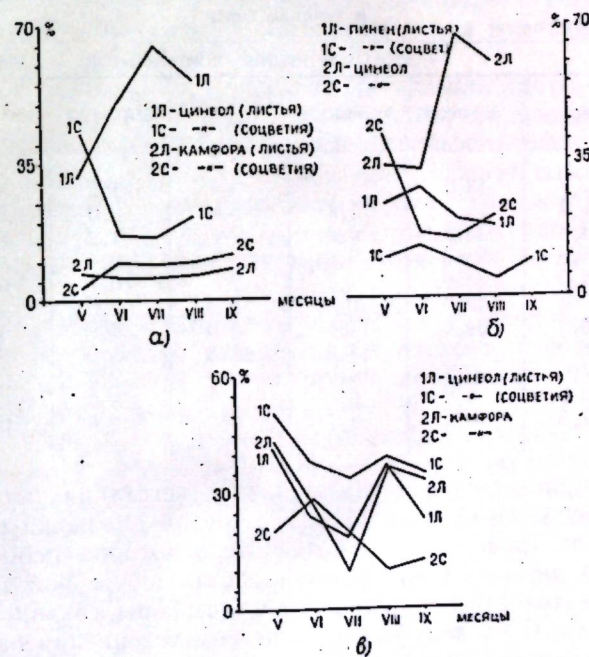 70 %
1Л-ЦИНЕОЛ (ЛИСТЬЯ)
1С- -"- (СОЦВЕТИЯ)
2Л-КАМФОРА (ЛИСТЬЯ)
2С- -"- (СОЦВЕТИЯ)
1С
1Л
35
1Л
1С
2С
2Л
2Л
2С
0
V VI VII VIII IX
МЕСЯЦЫ
а)
% 70
1Л-ПИНЕН (ЛИСТЬЯ)
1С- -"- (СОЦВЕТ
2Л-ЦИНЕОЛ
2С- -"-
2Л
2С
2Л
35
1Л
2С
1Л
1С
1С
0
V VI VII VIII IX
б)
60
%
1Л-ЦИНЕОЛ (ЛИСТЬЯ)
1С- -"- (СОЦВЕТИЯ)
2Л-КАМФОРА
2С- -"-
1С
2Л
1Л
30
2С
1С
2Л
1Л
2С
0
V VI VII VIII IX
МЕСЯЦЫ
в)